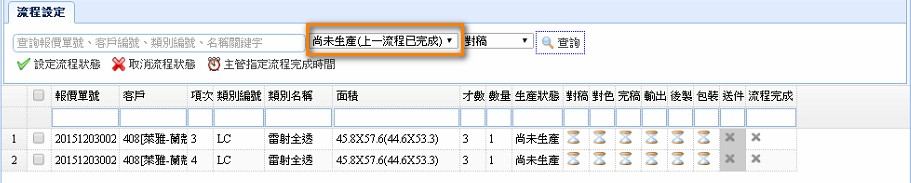 流程設定
查詢報價單號、客戶編號、類別編號、名稱關鍵字 尚未生產(上一流程已完成) 對稿 查詢
設定流程狀態 取消流程狀態 主管指定流程完成時間
報價單號 客戶 項次 類別編號 類別名稱 面積 才數 數量 生產狀態 對稿 對色 完稿 輸出 後製 包裝 送件 流程完成
1 20151203002 408[萊雅-蘭 3 LC 雷射全透 45.8X57.6(44.6X53.3) 3 1 尚未生產
2 20151203002 408[萊雅-蘭 4 LC 雷射全透 45.8X57.6(44.6X53.3) 3 1 尚未生產